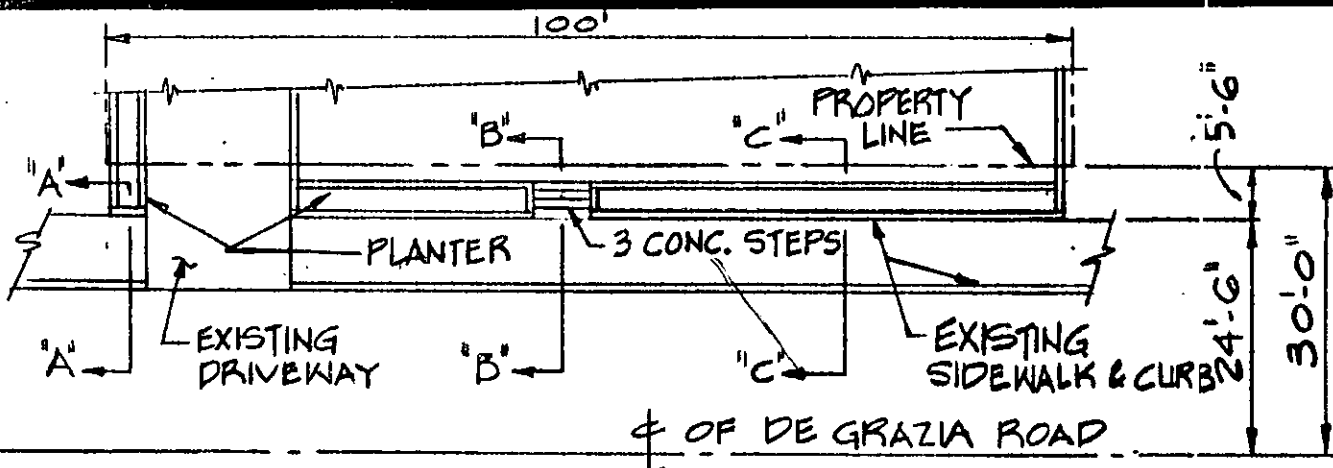 100'
PROPERTY
LINE
"B"
"C"
"A"
5'-6"
PLANTER
3 CONC. STEPS
EXISTING
DRIVEWAY
"A"
"B"
"C"
EXISTING
SIDEWALK & CURB
24'-6"
30'-0"
℄ OF DE GRAZIA ROAD